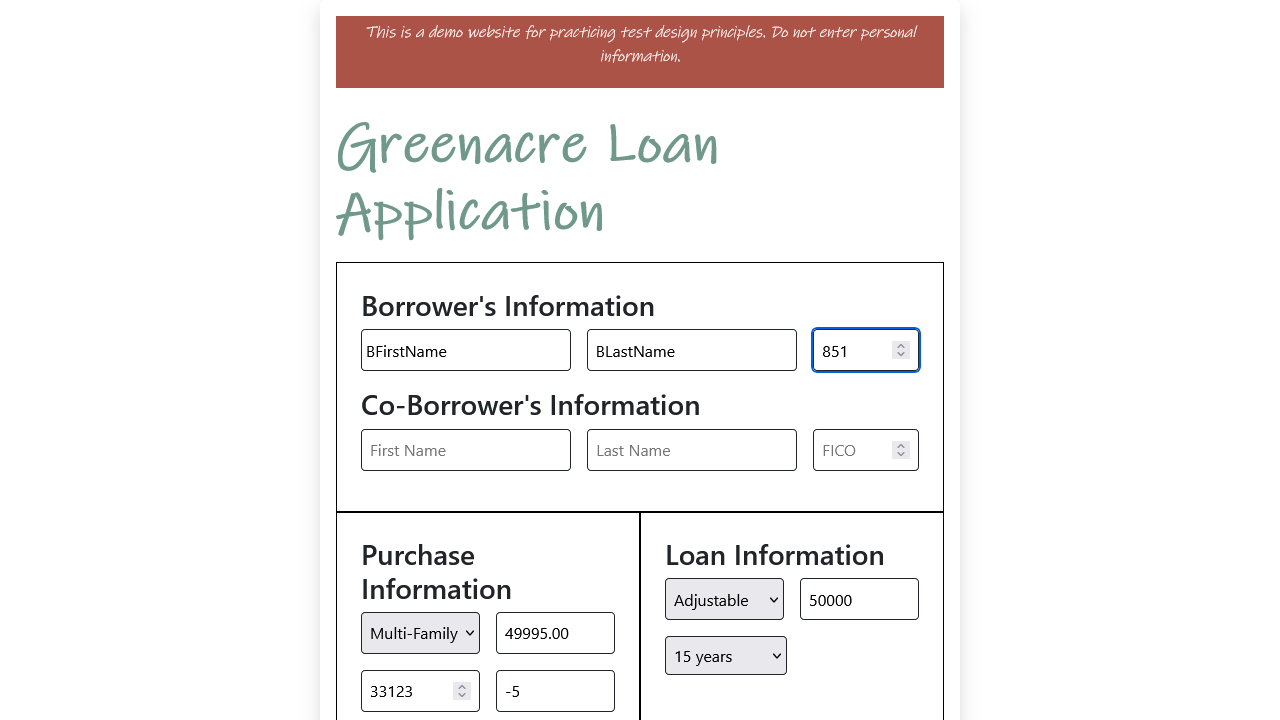 This is a demo website for practicing test design principles. Do not enter personal
information.
Greenacre Loan
Application
Borrower's Information
BFirstName
BLastName
851
Co-Borrower's Information
First Name
Last Name
FICO
Purchase
Information
Multi-Family
49995.00
33123
-5
Loan Information
Adjustable
50000
15 years